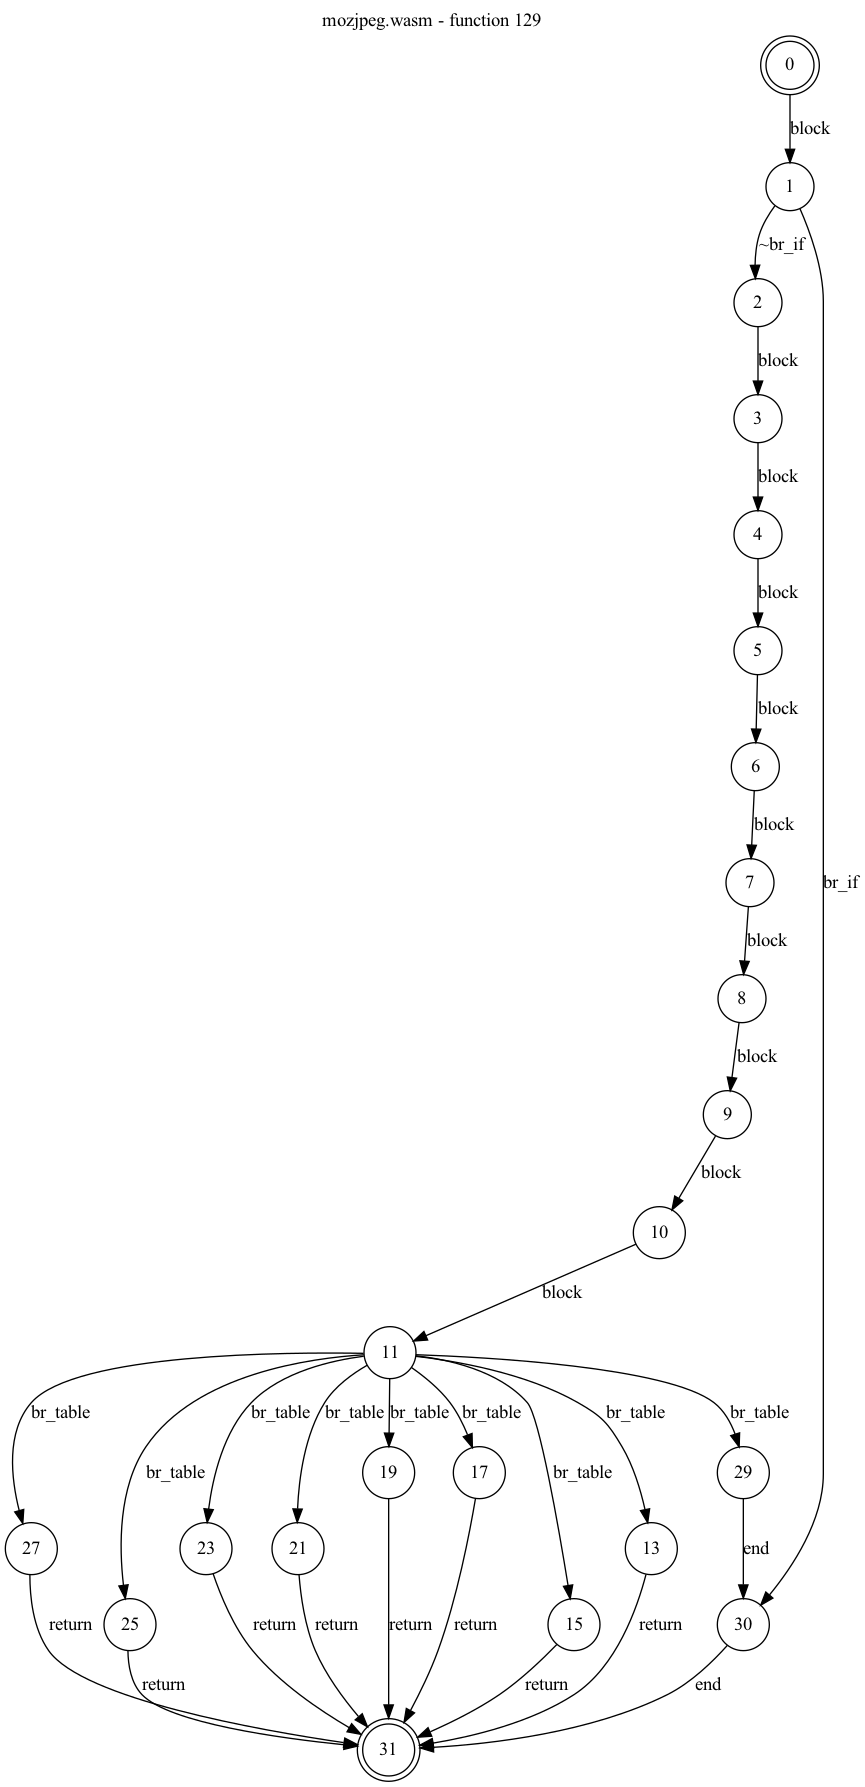 mozjpeg.wasm - function 129
0
block
1
~br_if
2
block
3
block
4
block
5
block
6
block
7
br_if
block
8
block
9
block
10
block
11
br_table br_table br_table br_table br_table br_table br_table
br_table br_table
19 17 29
27 23 21 13 end
25 15 30
return return return return return return
return return end
31